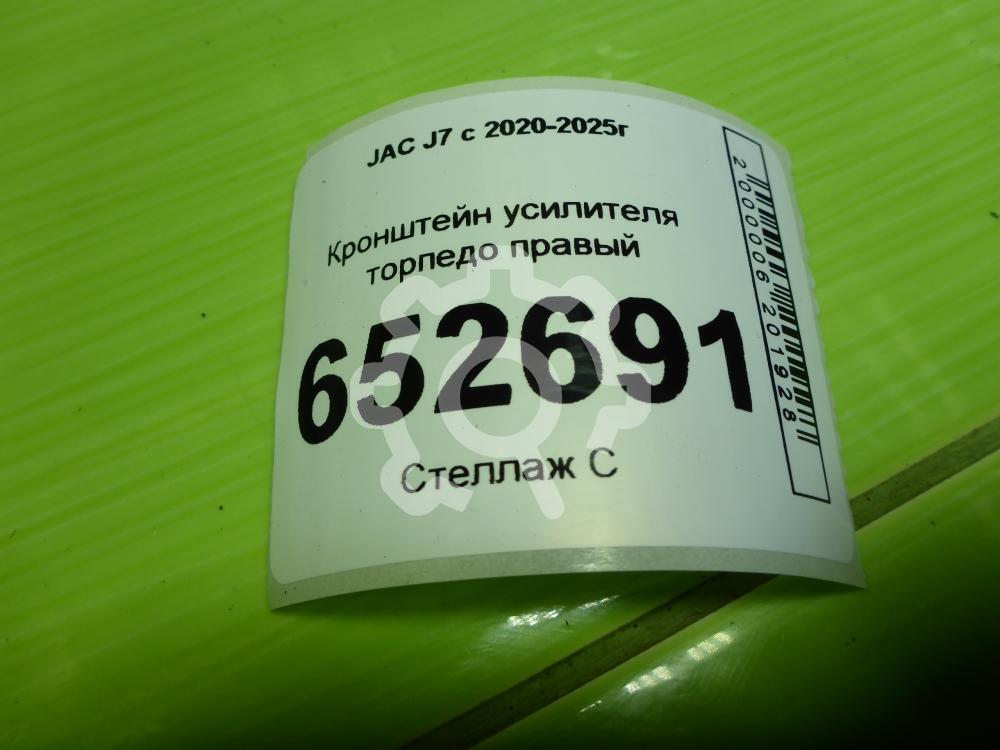 JAC J7 с 2020-2025г
Кронштейн усилителя
торпедо правый
652691
Стеллаж С
2000006201928